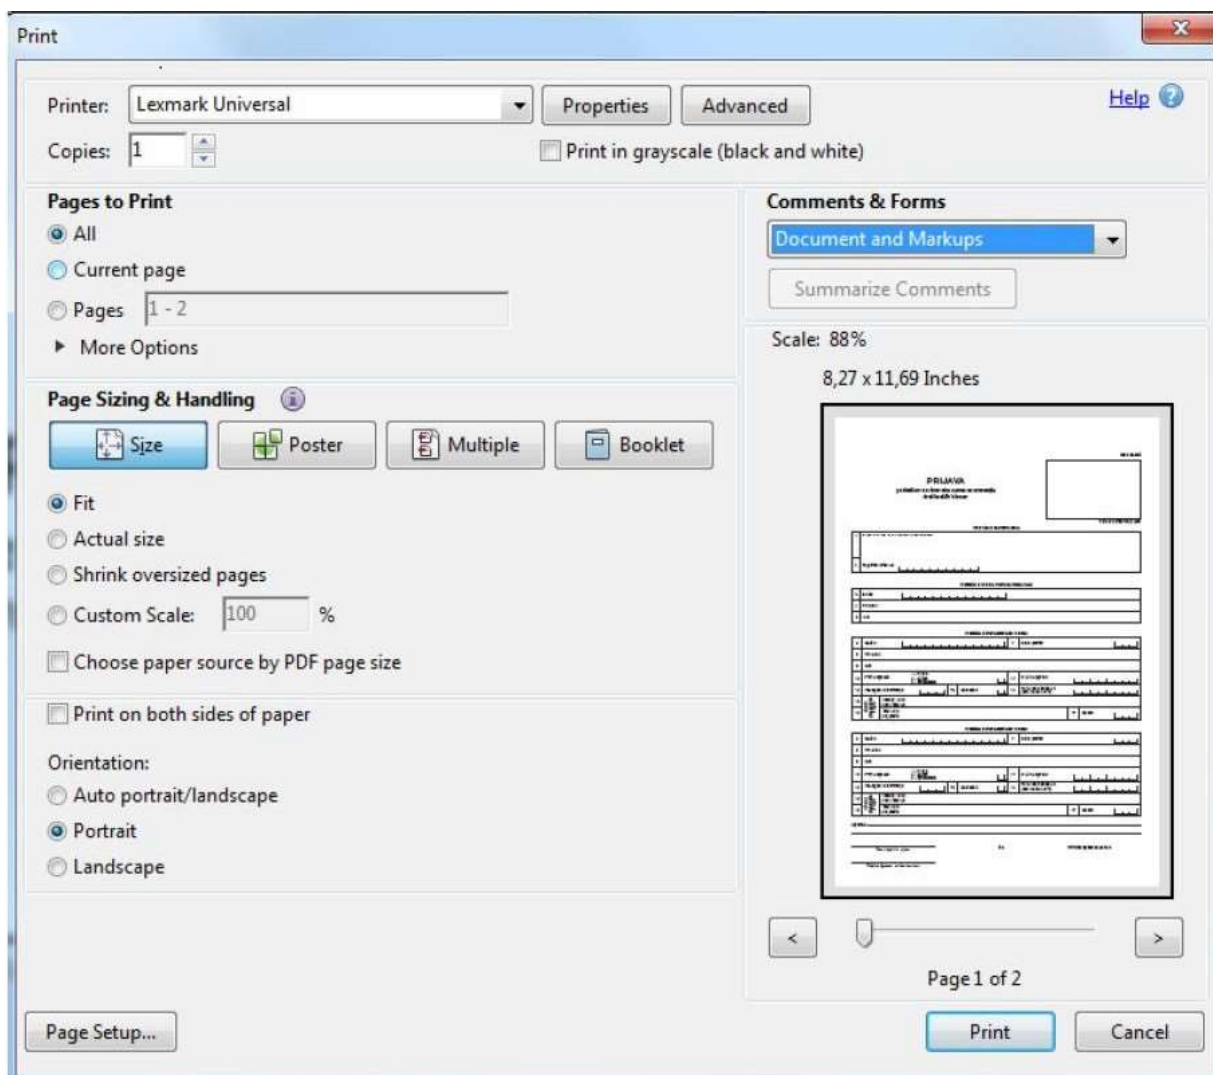 Print
Printer: Lexmark Universal Properties Advanced Help
Copies: 1 Print in grayscale (black and white)
Pages to Print
All
Current page
Pages 1 - 2
More Options
Page Sizing & Handling
Size Poster Multiple Booklet
Fit
Actual size
Shrink oversized pages
Custom Scale: 100 %
Choose paper source by PDF page size
Print on both sides of paper
Orientation:
Auto portrait/landscape
Portrait
Landscape
Comments & Forms
Document and Markups
Summarize Comments
Scale: 88%
8,27 x 11,69 Inches
PRIJAVA
< >
Page 1 of 2
Page Setup... Print Cancel